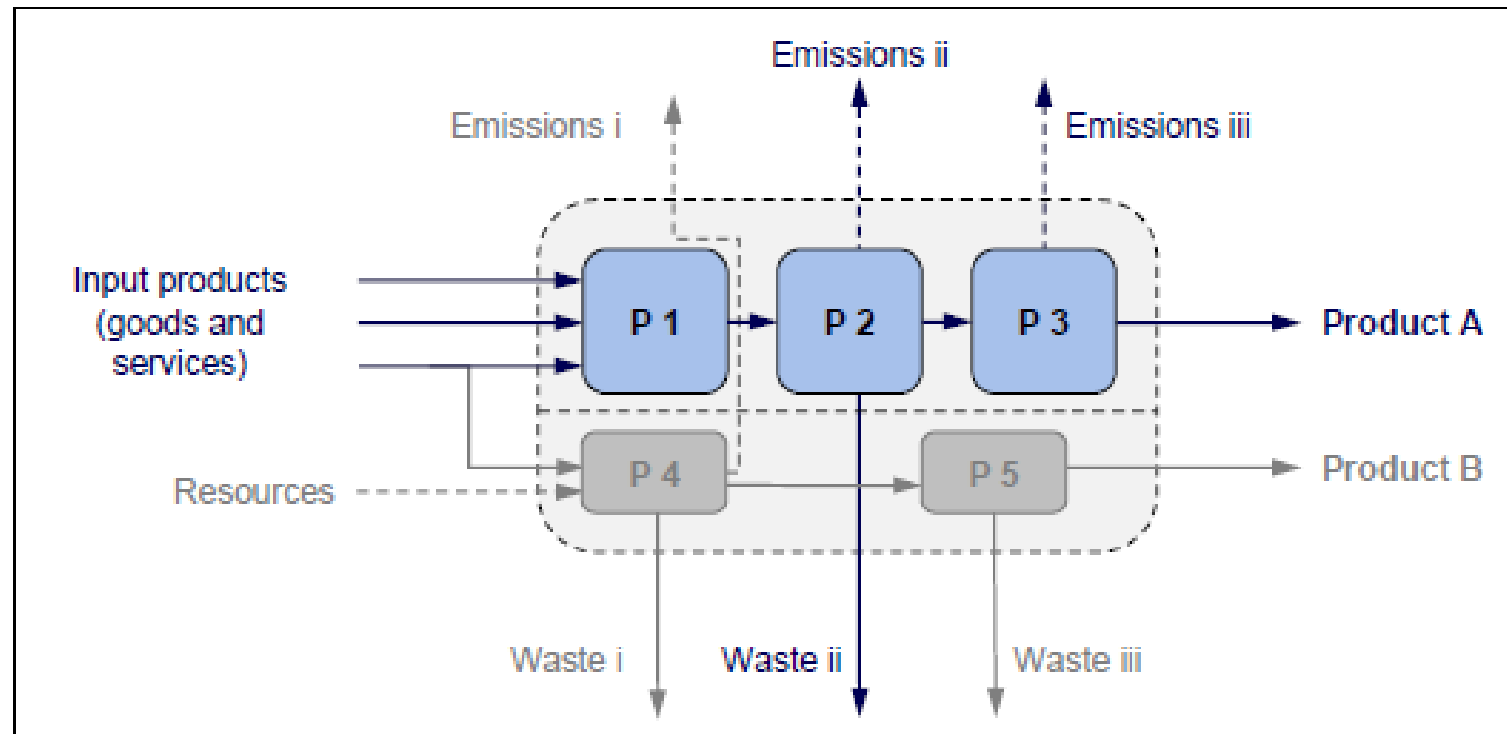 Emissions ii
Emissions i
Emissions iii
Input products
(goods and
services)
P 1
P 2
P 3
Product A
Resources
P 4
P 5
Product B
Waste i
Waste ii
Waste iii